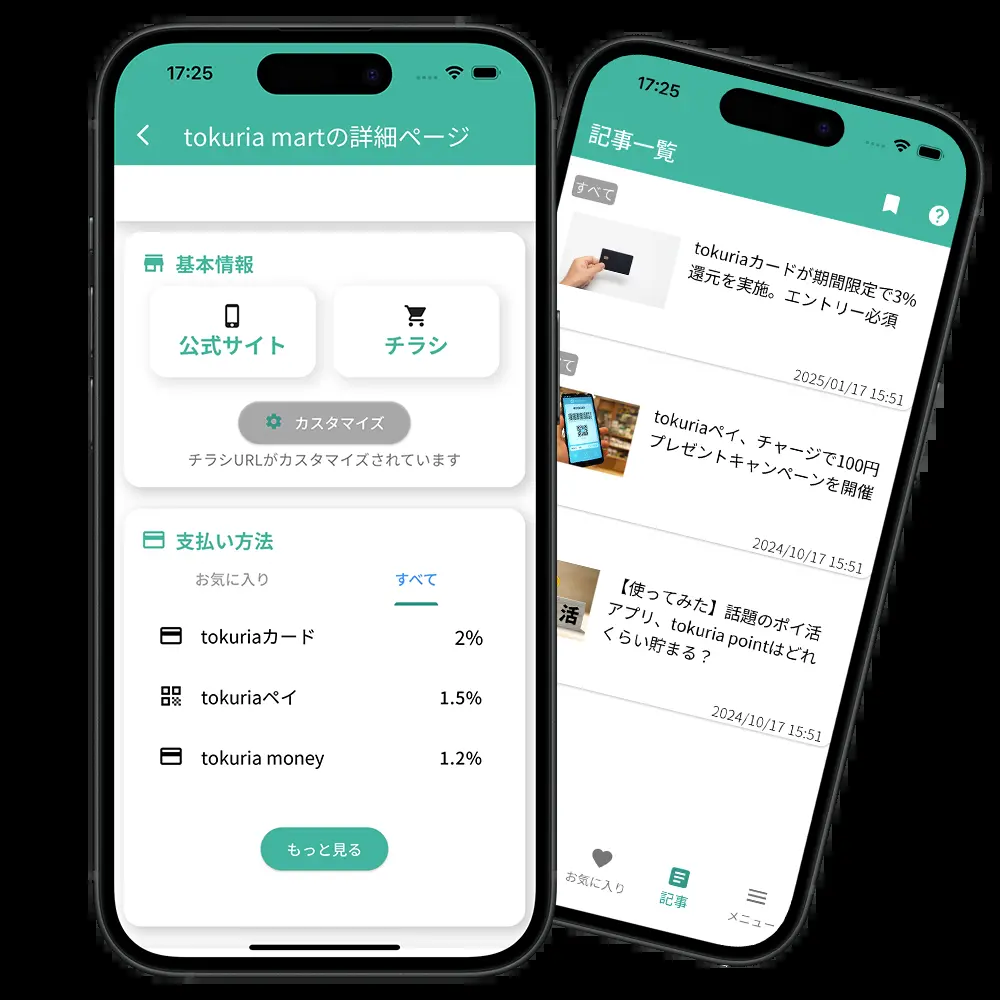 17:25
tokuria martの詳細ページ
基本情報
公式サイト
チラシ
カスタマイズ
チラシURLがカスタマイズされています
支払い方法
お気に入り
すべて
tokuriaカード
2%
tokuriaペイ
1.5%
tokuria money
1.2%
もっと見る
17:25
記事一覧
?
すべて
tokuriaカードが期間限定で3%
還元を実施。エントリー必須
2025/01/17 15:51
て
tokuriaペイ、チャージで100円
プレゼントキャンペーンを開催
2024/10/17 15:51
活
【使ってみた】話題のポイ活
アプリ、tokuria pointはどれ
くらい貯まる？
2024/10/17 15:51
お気に入り
記事
メニュー